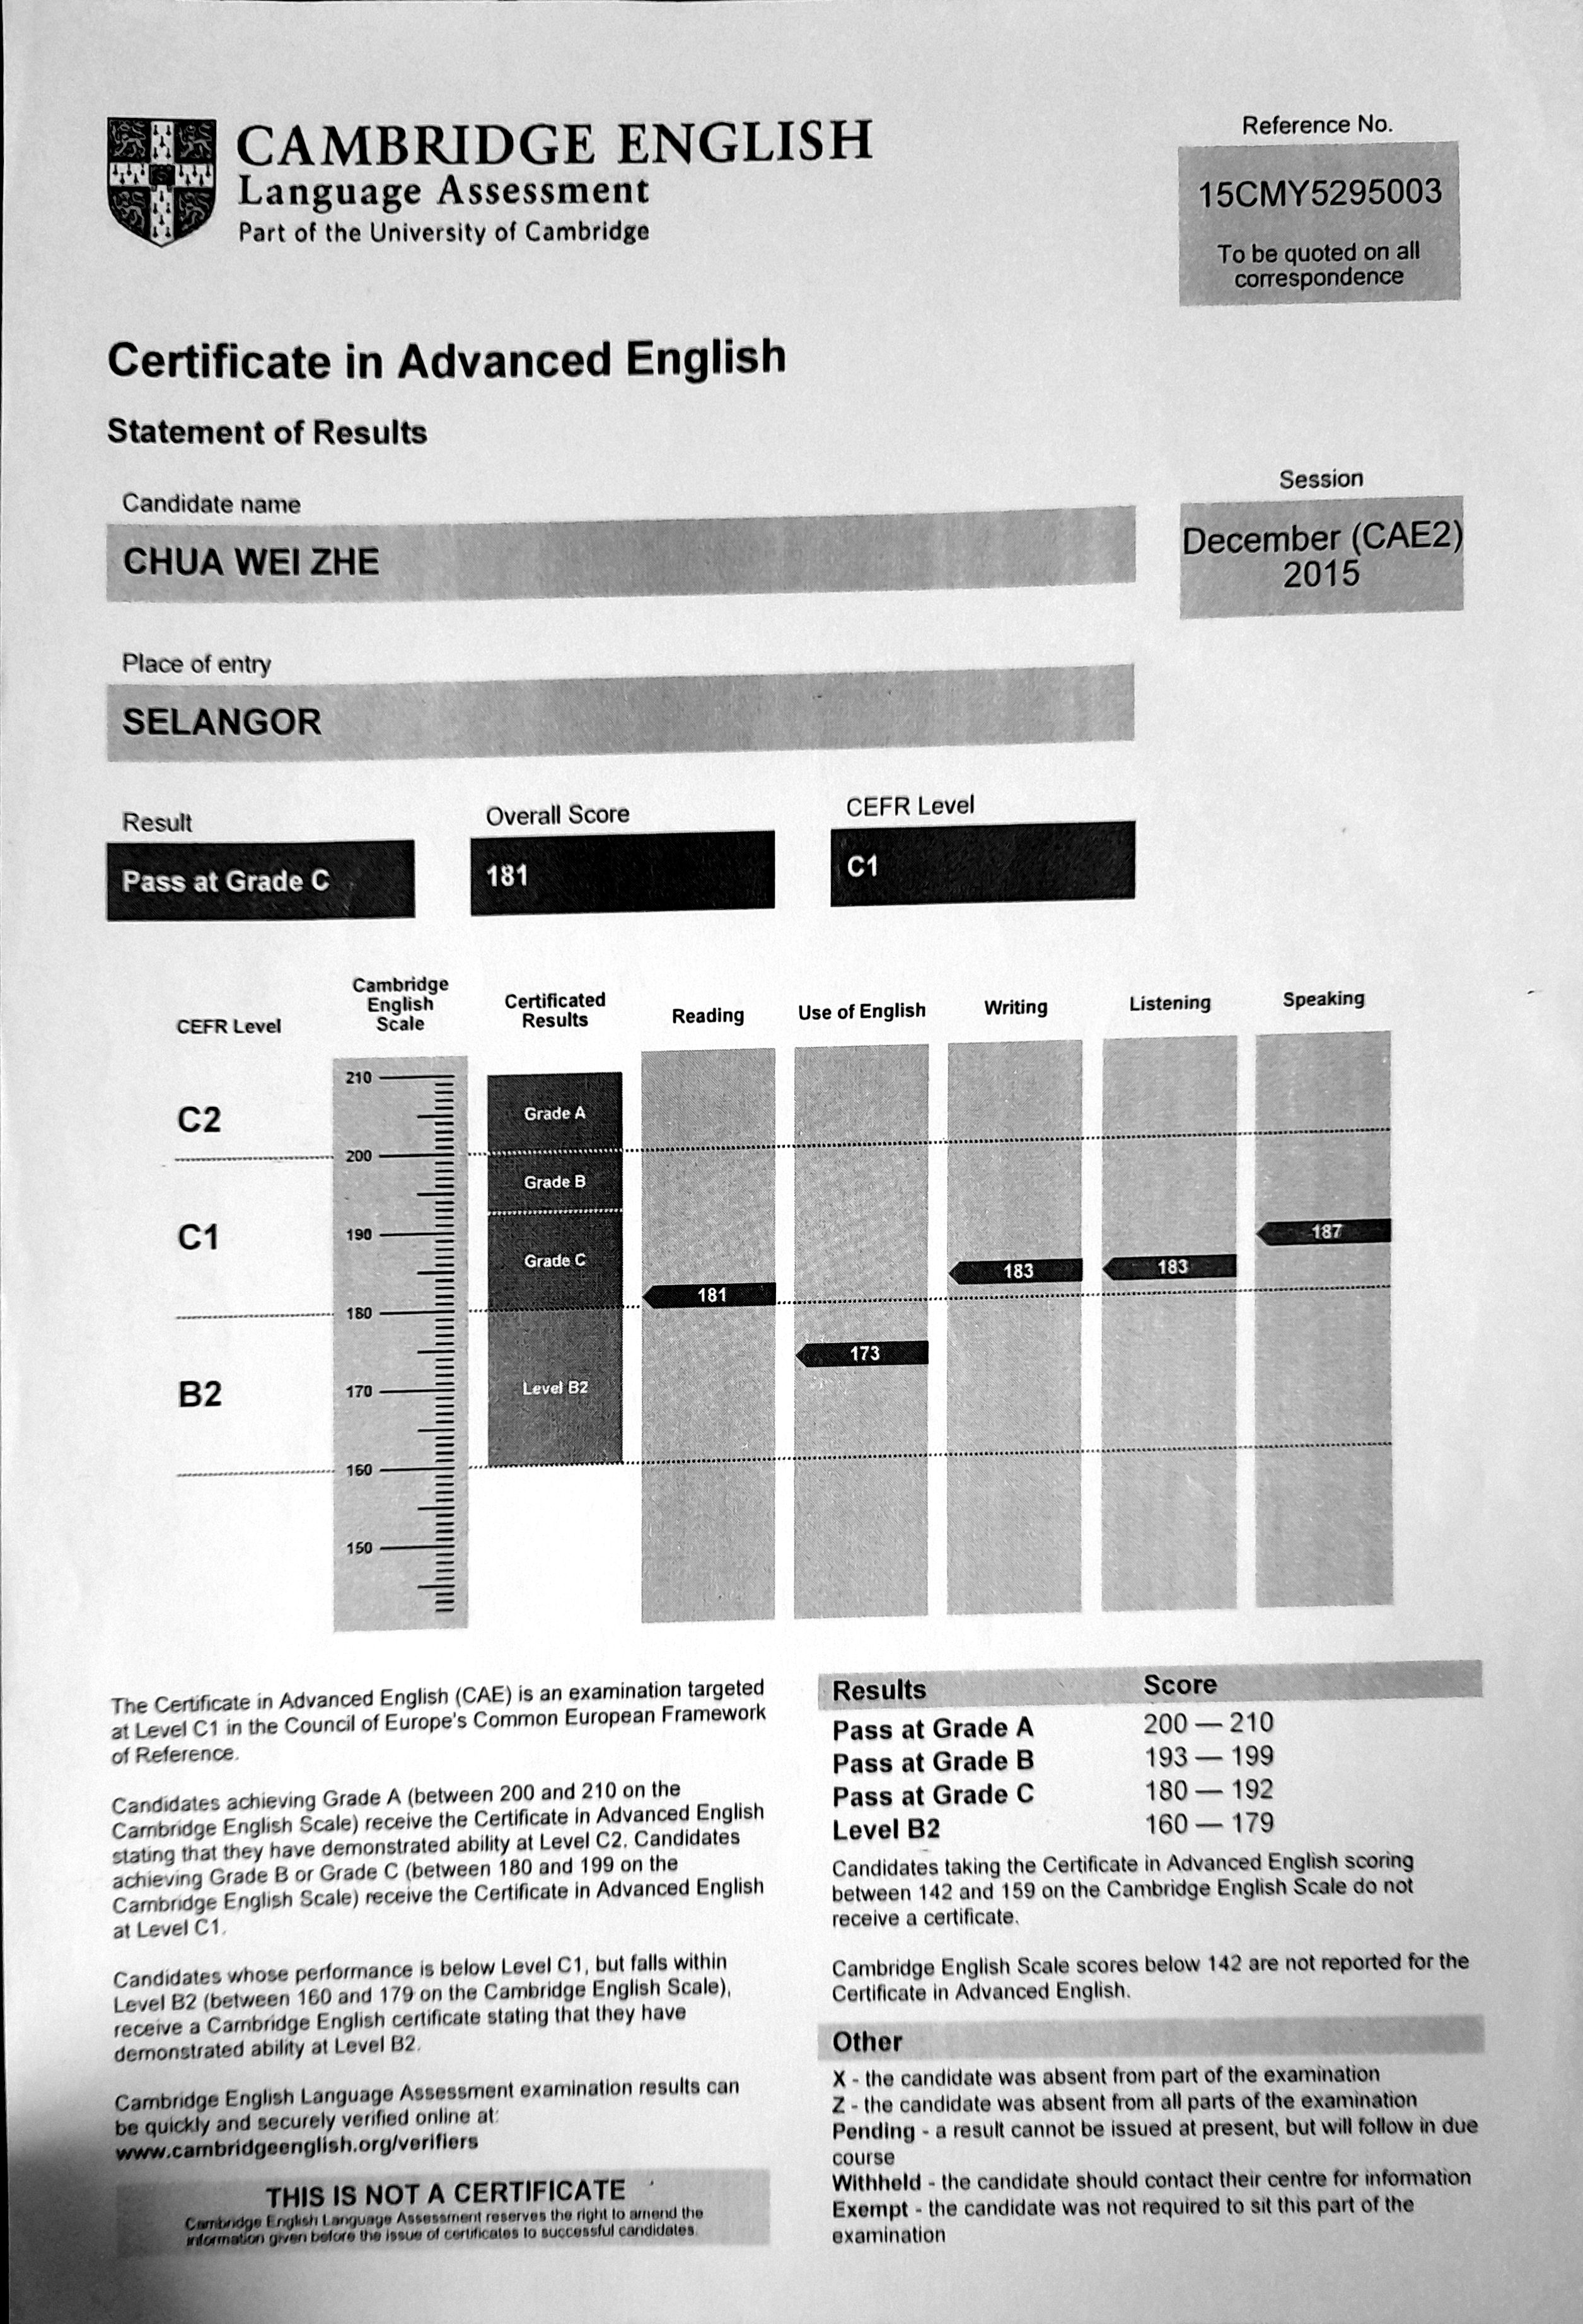 CAMBRIDGE ENGLISH
Language Assessment
Part of the University of Cambridge
Reference No.
15CMY5295003
To be quoted on all
correspondence
Certificate in Advanced English
Statement of Results
Candidate name
CHUA WEI ZHE
Session
December (CAE2)
2015
Place of entry
SELANGOR
Result
Pass at Grade C
Overall Score
181
CEFR Level
C1
CEFR Level
Cambridge
English
Scale
Certificated
Results
Reading
Use of English
Writing
Listening
Speaking
C2
C1
B2
210
200
190
180
170
160
150
Grade A
Grade B
Grade C
Level B2
181
173
183
183
187
The Certificate in Advanced English (CAE) is an examination targeted
at Level C1 in the Council of Europe's Common European Framework
of Reference.
Candidates achieving Grade A (between 200 and 210 on the
Cambridge English Scale) receive the Certificate in Advanced English
stating that they have demonstrated ability at Level C2. Candidates
achieving Grade B or Grade C (between 180 and 199 on the
Cambridge English Scale) receive the Certificate in Advanced English
at Level C1.
Candidates whose performance is below Level C1, but falls within
Level B2 (between 160 and 179 on the Cambridge English Scale),
receive a Cambridge English certificate stating that they have
demonstrated ability at Level B2.
Cambridge English Language Assessment examination results can
be quickly and securely verified online at:
www.cambridgeenglish.org/verifiers
THIS IS NOT A CERTIFICATE
Cambridge English Language Assessment reserves the right to amend the
information given before the issue of certificates to successful candidates.
Results Score
Pass at Grade A 200 — 210
Pass at Grade B 193 — 199
Pass at Grade C 180 — 192
Level B2 160 — 179
Candidates taking the Certificate in Advanced English scoring
between 142 and 159 on the Cambridge English Scale do not
receive a certificate.
Cambridge English Scale scores below 142 are not reported for the
Certificate in Advanced English.
Other
X - the candidate was absent from part of the examination
Z - the candidate was absent from all parts of the examination
Pending - a result cannot be issued at present, but will follow in due
course
Withheld - the candidate should contact their centre for information
Exempt - the candidate was not required to sit this part of the
examination